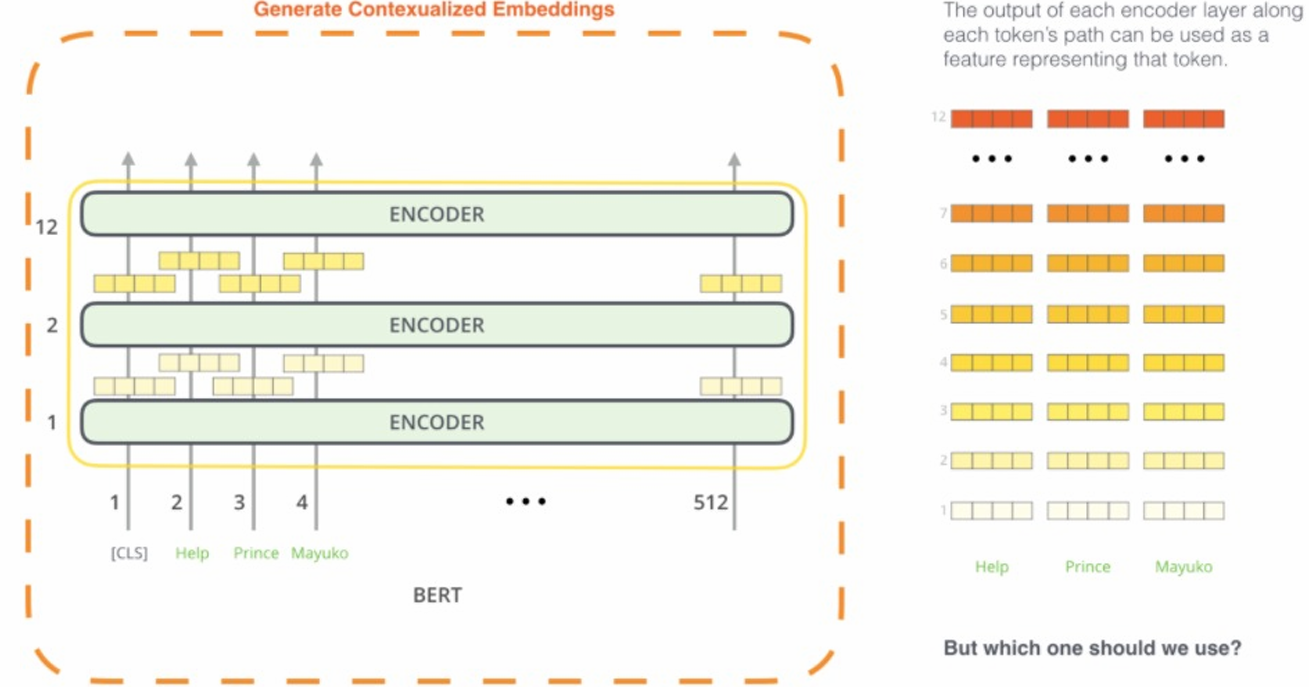 Generate Contexualized Embeddings
12
ENCODER
2
ENCODER
1
ENCODER
1 2 3 4 ••• 512
[CLS] Help Prince Mayuko
BERT
The output of each encoder layer along
each token's path can be used as a
feature representing that token.
12
••• ••• •••
7
6
5
4
3
2
1
Help Prince Mayuko
But which one should we use?